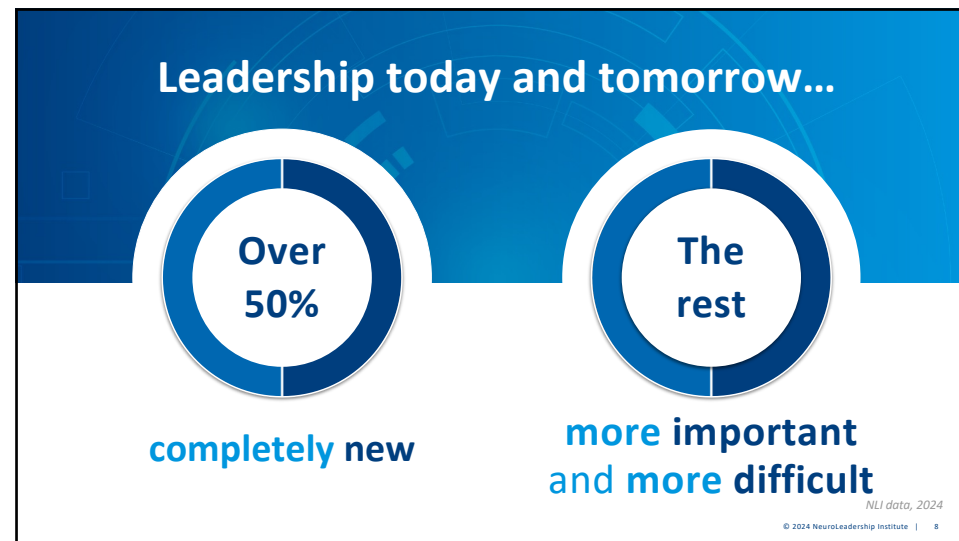 Leadership today and tomorrow…
Over
50%
The
rest
completely new
more important
and more difficult
NLI data, 2024
© 2024 NeuroLeadership Institute | 8